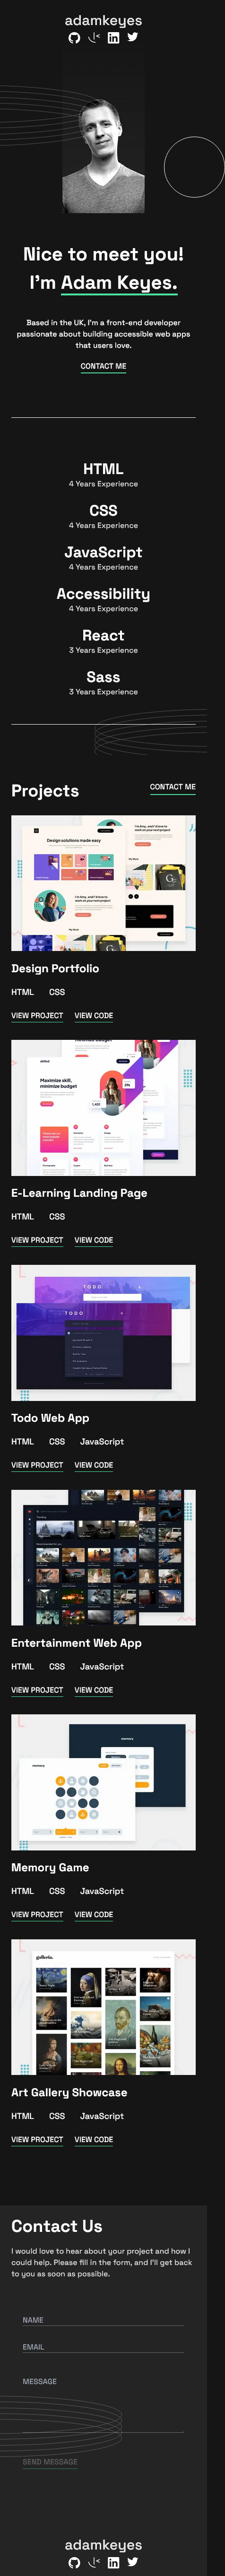 adamkeyes
Nice to meet you!
I'm Adam Keyes.
Based in the UK, I'm a front-end developer
passionate about building accessible web apps
that users love.
CONTACT ME
HTML
4 Years Experience
CSS
4 Years Experience
JavaScript
4 Years Experience
Accessibility
4 Years Experience
React
3 Years Experience
Sass
3 Years Experience
Projects
CONTACT ME
Design solutions made easy
Design Portfolio
HTML CSS
VIEW PROJECT VIEW CODE
Maximize skill,
minimize budget
E-Learning Landing Page
HTML CSS
VIEW PROJECT VIEW CODE
TODO
TODO
Todo Web App
HTML CSS JavaScript
VIEW PROJECT VIEW CODE
Entertainment Web App
HTML CSS JavaScript
VIEW PROJECT VIEW CODE
memory
memory
Memory Game
HTML CSS JavaScript
VIEW PROJECT VIEW CODE
galleria.
Art Gallery Showcase
HTML CSS JavaScript
VIEW PROJECT VIEW CODE
Contact Us
I would love to hear about your project and how I
could help. Please fill in the form, and I'll get back
to you as soon as possible.
NAME
EMAIL
MESSAGE
SEND MESSAGE
adamkeyes